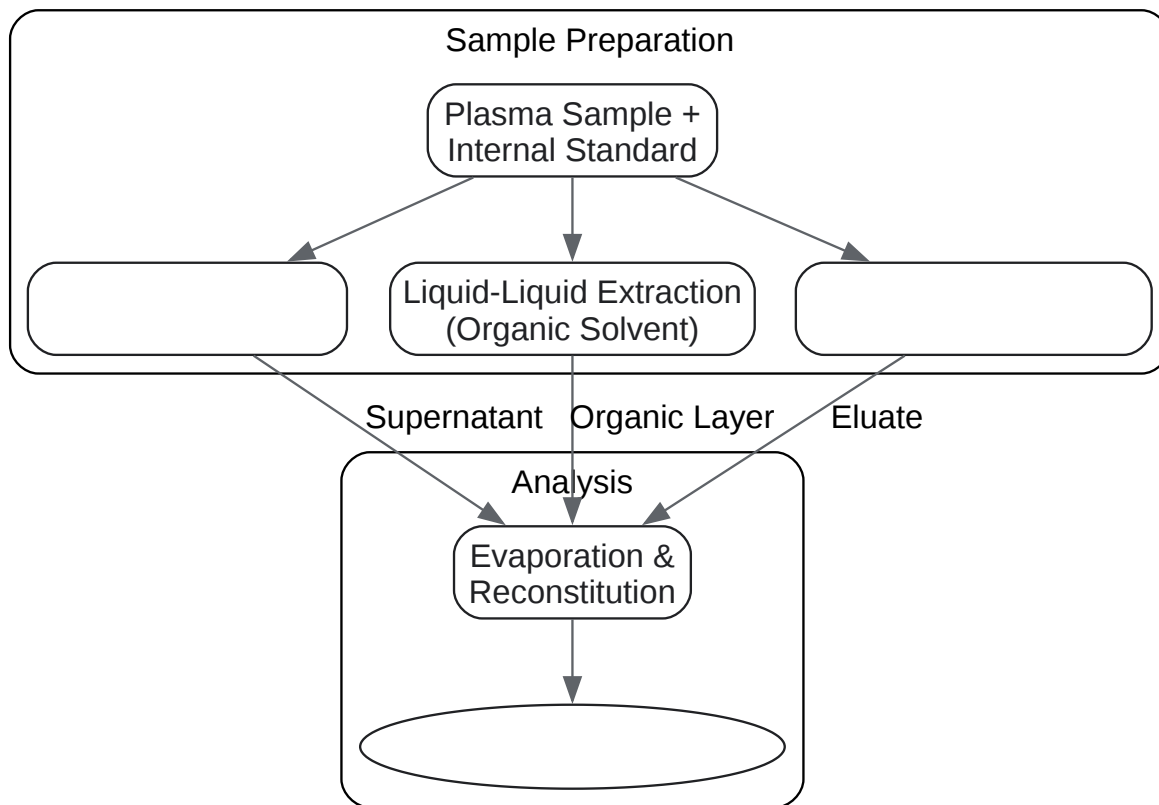 Sample Preparation
Plasma Sample +
Internal Standard
Liquid-Liquid Extraction
(Organic Solvent)
Supernatant
Organic Layer
Eluate
Analysis
Evaporation &
Reconstitution